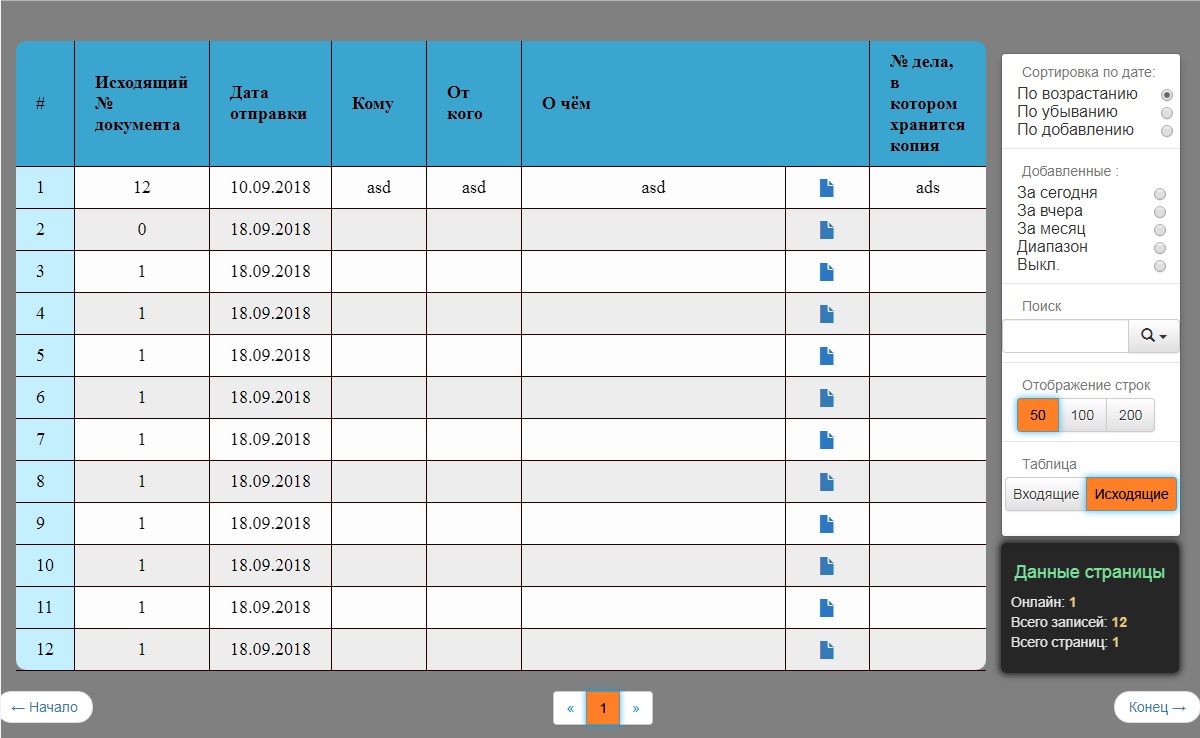 #
Исходящий
№
документа
Дата
отправки
Кому
От
кого
О чём
№ дела,
в
котором
хранится
копия
1 12 10.09.2018 asd asd asd ads
2 0 18.09.2018
3 1 18.09.2018
4 1 18.09.2018
5 1 18.09.2018
6 1 18.09.2018
7 1 18.09.2018
8 1 18.09.2018
9 1 18.09.2018
10 1 18.09.2018
11 1 18.09.2018
12 1 18.09.2018
Сортировка по дате:
По возрастанию
По убыванию
По добавлению
Добавленные :
За сегодня
За вчера
За месяц
Диапазон
Выкл.
Поиск
Отображение строк
50 100 200
Таблица
Входящие Исходящие
Данные страницы
Онлайн: 1
Всего записей: 12
Всего страниц: 1
← Начало
« 1 »
Конец →